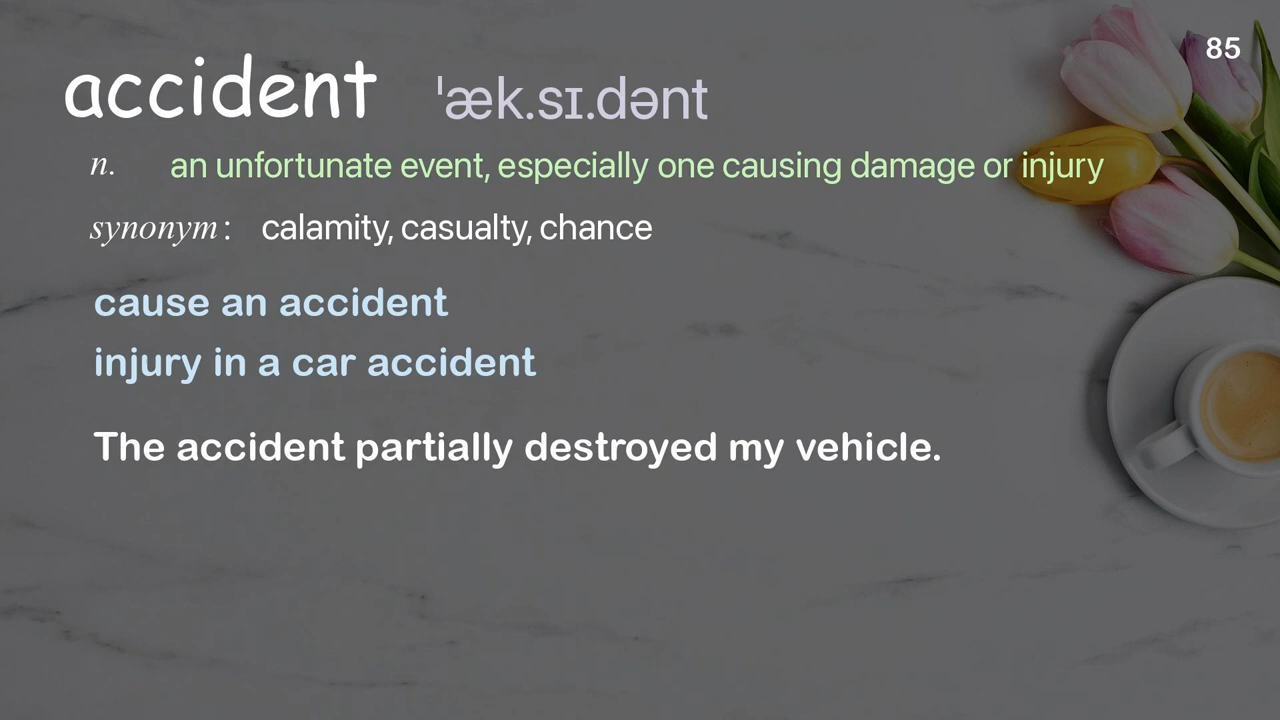 85
accident ˈæk.sɪ.dənt
n. an unfortunate event, especially one causing damage or injury
synonym: calamity, casualty, chance
cause an accident
injury in a car accident
The accident partially destroyed my vehicle.